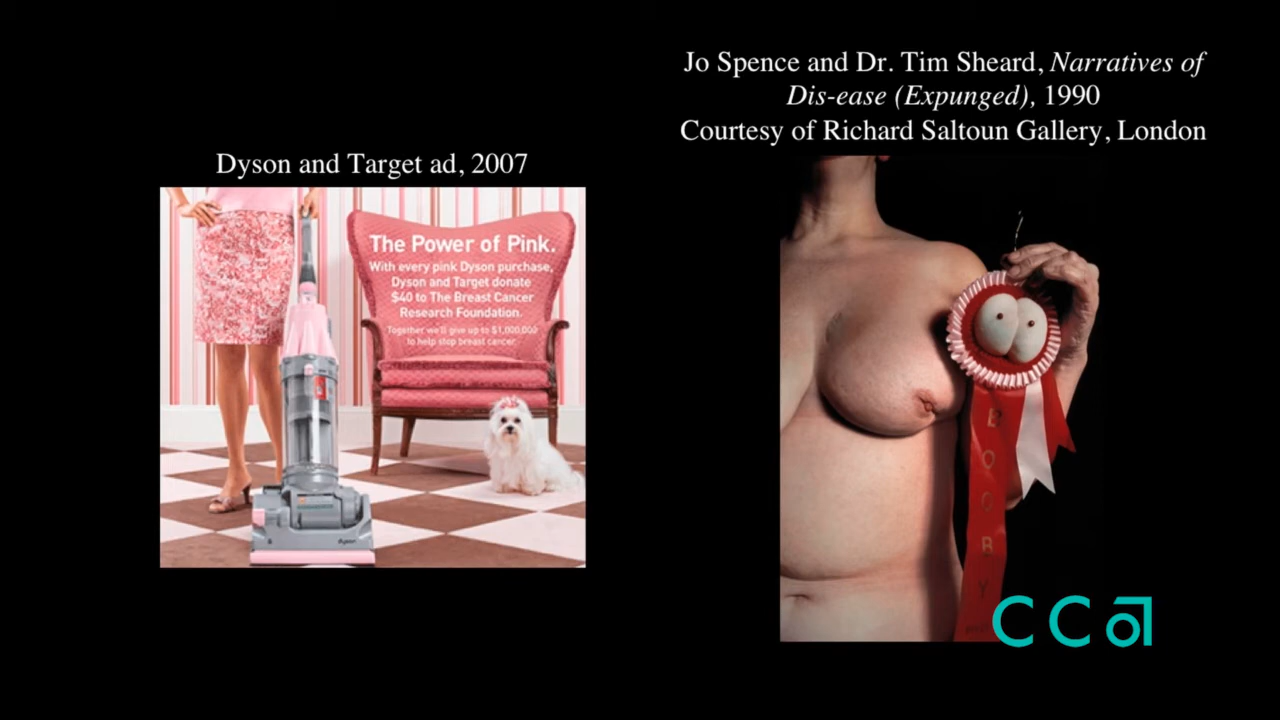 Dyson and Target ad, 2007
The Power of Pink.
With every pink Dyson purchase,
Dyson and Target donate
$40 to The Breast Cancer
Research Foundation.
Together we'll give up to $1,000,000
to help stop breast cancer.
Jo Spence and Dr. Tim Sheard, Narratives of
Dis-ease (Expunged), 1990
Courtesy of Richard Saltoun Gallery, London
BOOBY
CCA